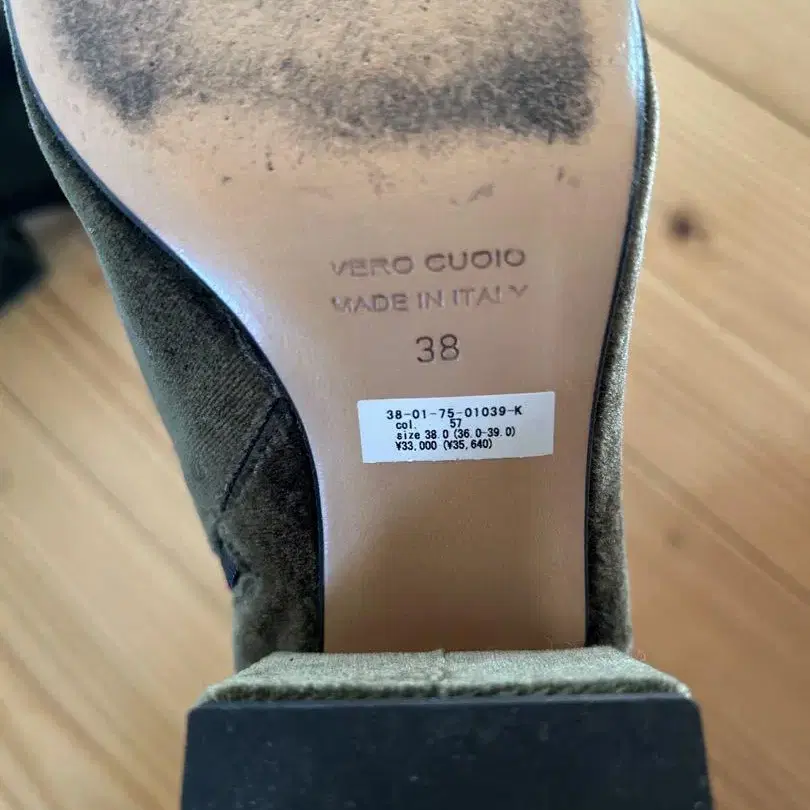 VERO CUOIO
MADE IN ITALY
38
38-01-75-01039-K
col. 57
size 38.0 (36.0-39.0)
¥33,000 (¥35,640)